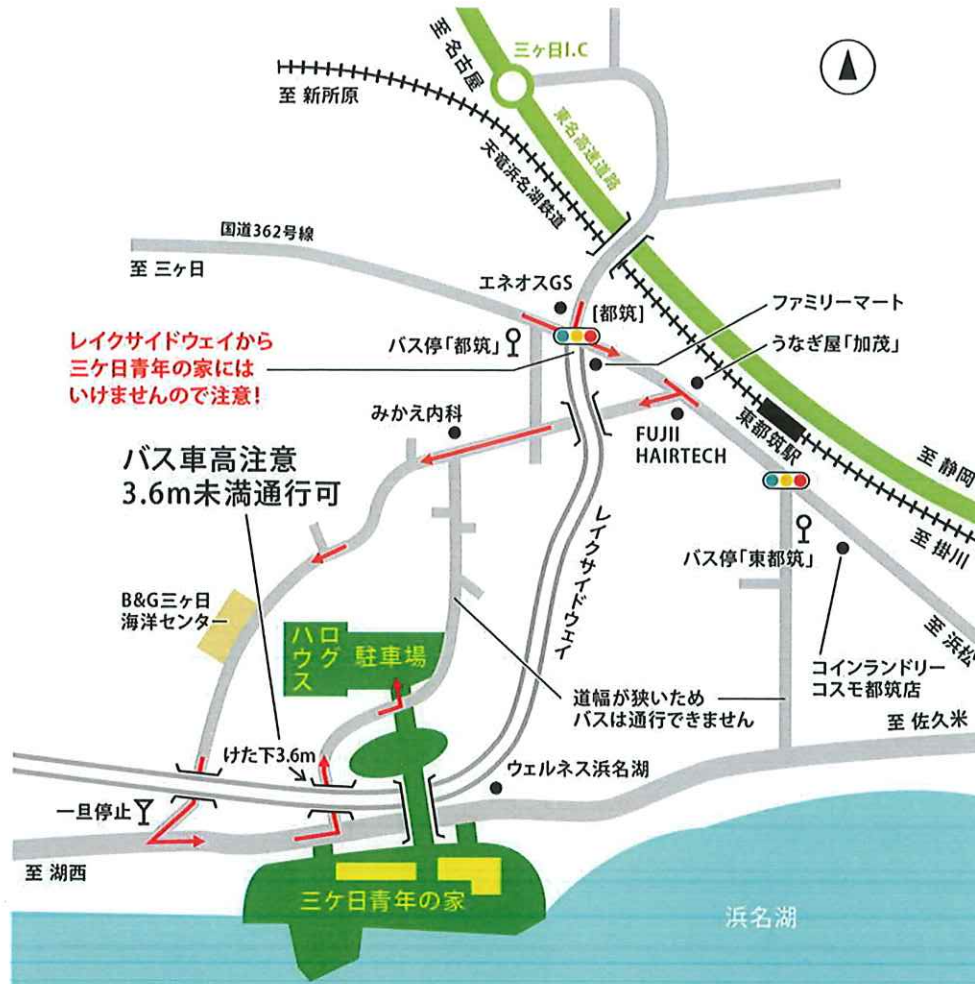 至 名古屋
三ヶ日I.C
至 新所原
東名高速道路
天竜浜名湖鉄道
国道362号線
至 三ヶ日
エネオスGS
[都筑]
ファミリーマート
バス停「都筑」
うなぎ屋「加茂」
レイクサイドウェイから
三ケ日青年の家には
いけませんので注意!
みかえ内科
FUJII
HAIRTECH
東都筑駅
至 静岡
至 掛川
バス車高注意
3.6m未満通行可
レイクサイドウェイ
バス停「東都筑」
B&G三ヶ日
海洋センター
至 浜松
ログ
ハウス
駐車場
コインランドリー
コスモ都筑店
道幅が狭いため
バスは通行できません
至 佐久米
けた下3.6m
ウェルネス浜名湖
一旦停止
至 湖西
三ケ日青年の家
浜名湖